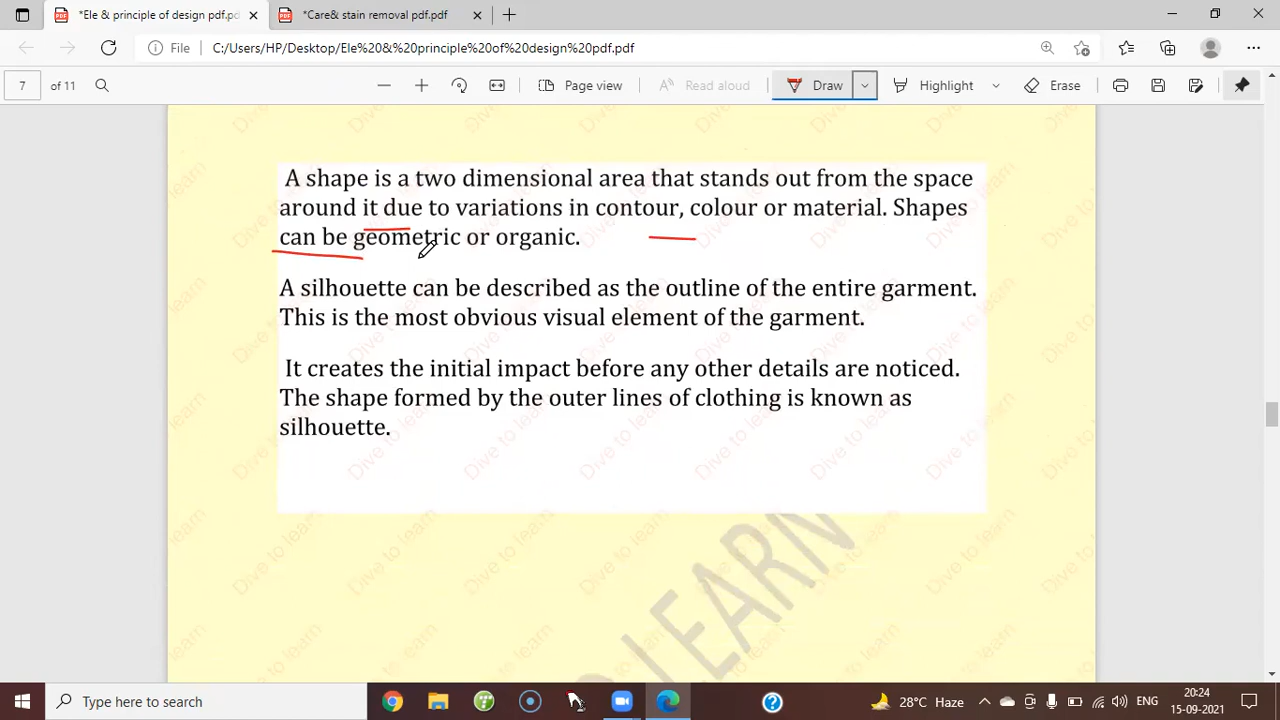 *Ele & principle of design pdf.pd
*Care& stain removal pdf.pdf
File C:/Users/HP/Desktop/Ele%20&%20principle%20of%20design%20pdf.pdf
7 of 11 Page view Read aloud Draw Highlight Erase
A shape is a two dimensional area that stands out from the space
around it due to variations in contour, colour or material. Shapes
can be geometric or organic.
A silhouette can be described as the outline of the entire garment.
This is the most obvious visual element of the garment.
It creates the initial impact before any other details are noticed.
The shape formed by the outer lines of clothing is known as
silhouette.
Dive to learn
LEARN
Type here to search
28°C Haze
ENG
20:24
15-09-2021